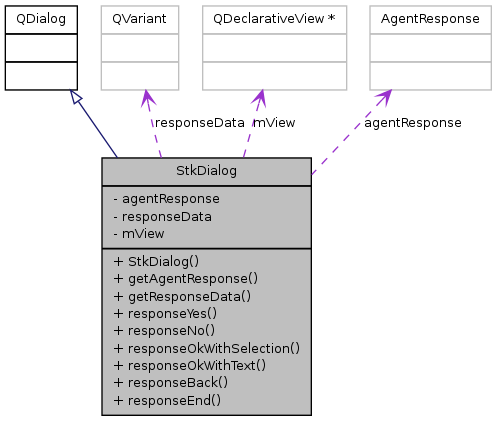 QDialog
QVariant
QDeclarativeView *
AgentResponse
responseData
mView
agentResponse
StkDialog
- agentResponse
- responseData
- mView
+ StkDialog()
+ getAgentResponse()
+ getResponseData()
+ responseYes()
+ responseNo()
+ responseOkWithSelection()
+ responseOkWithText()
+ responseBack()
+ responseEnd()